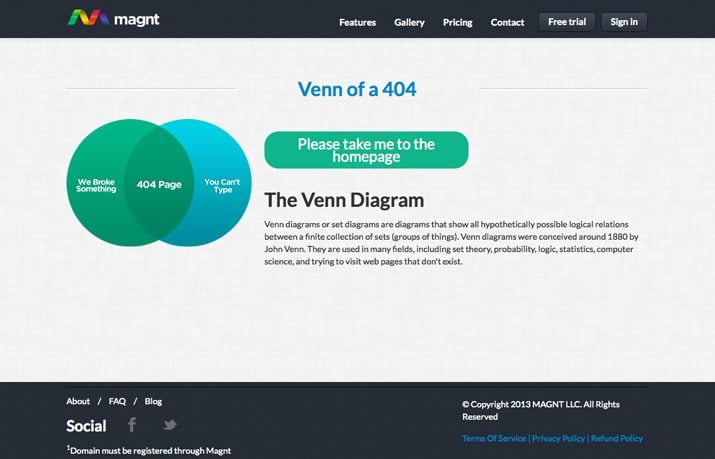 magnt
Features Gallery Pricing Contact Free trial Sign in
Venn of a 404
We Broke
Something
404 Page
You Can't
Type
Please take me to the
homepage
The Venn Diagram
Venn diagrams or set diagrams are diagrams that show all hypothetically possible logical relations
between a finite collection of sets (groups of things). Venn diagrams were conceived around 1880 by
John Venn. They are used in many fields, including set theory, probability, logic, statistics, computer
science, and trying to visit web pages that don't exist.
About / FAQ / Blog
Social
1Domain must be registered through Magnt
© Copyright 2013 MAGNT LLC. All Rights
Reserved
Terms Of Service | Privacy Policy | Refund Policy